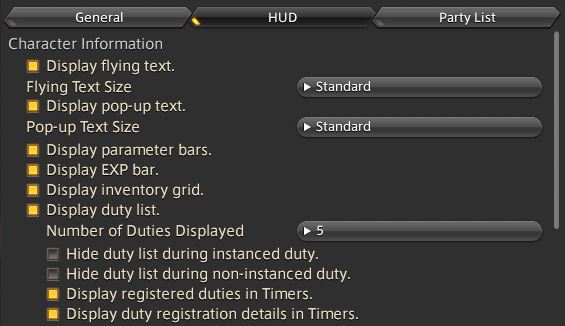 General
HUD
Party List
Character Information
Display flying text.
Flying Text Size
Standard
Display pop-up text.
Pop-up Text Size
Standard
Display parameter bars.
Display EXP bar.
Display inventory grid.
Display duty list.
Number of Duties Displayed
5
Hide duty list during instanced duty.
Hide duty list during non-instanced duty.
Display registered duties in Timers.
Display duty registration details in Timers.